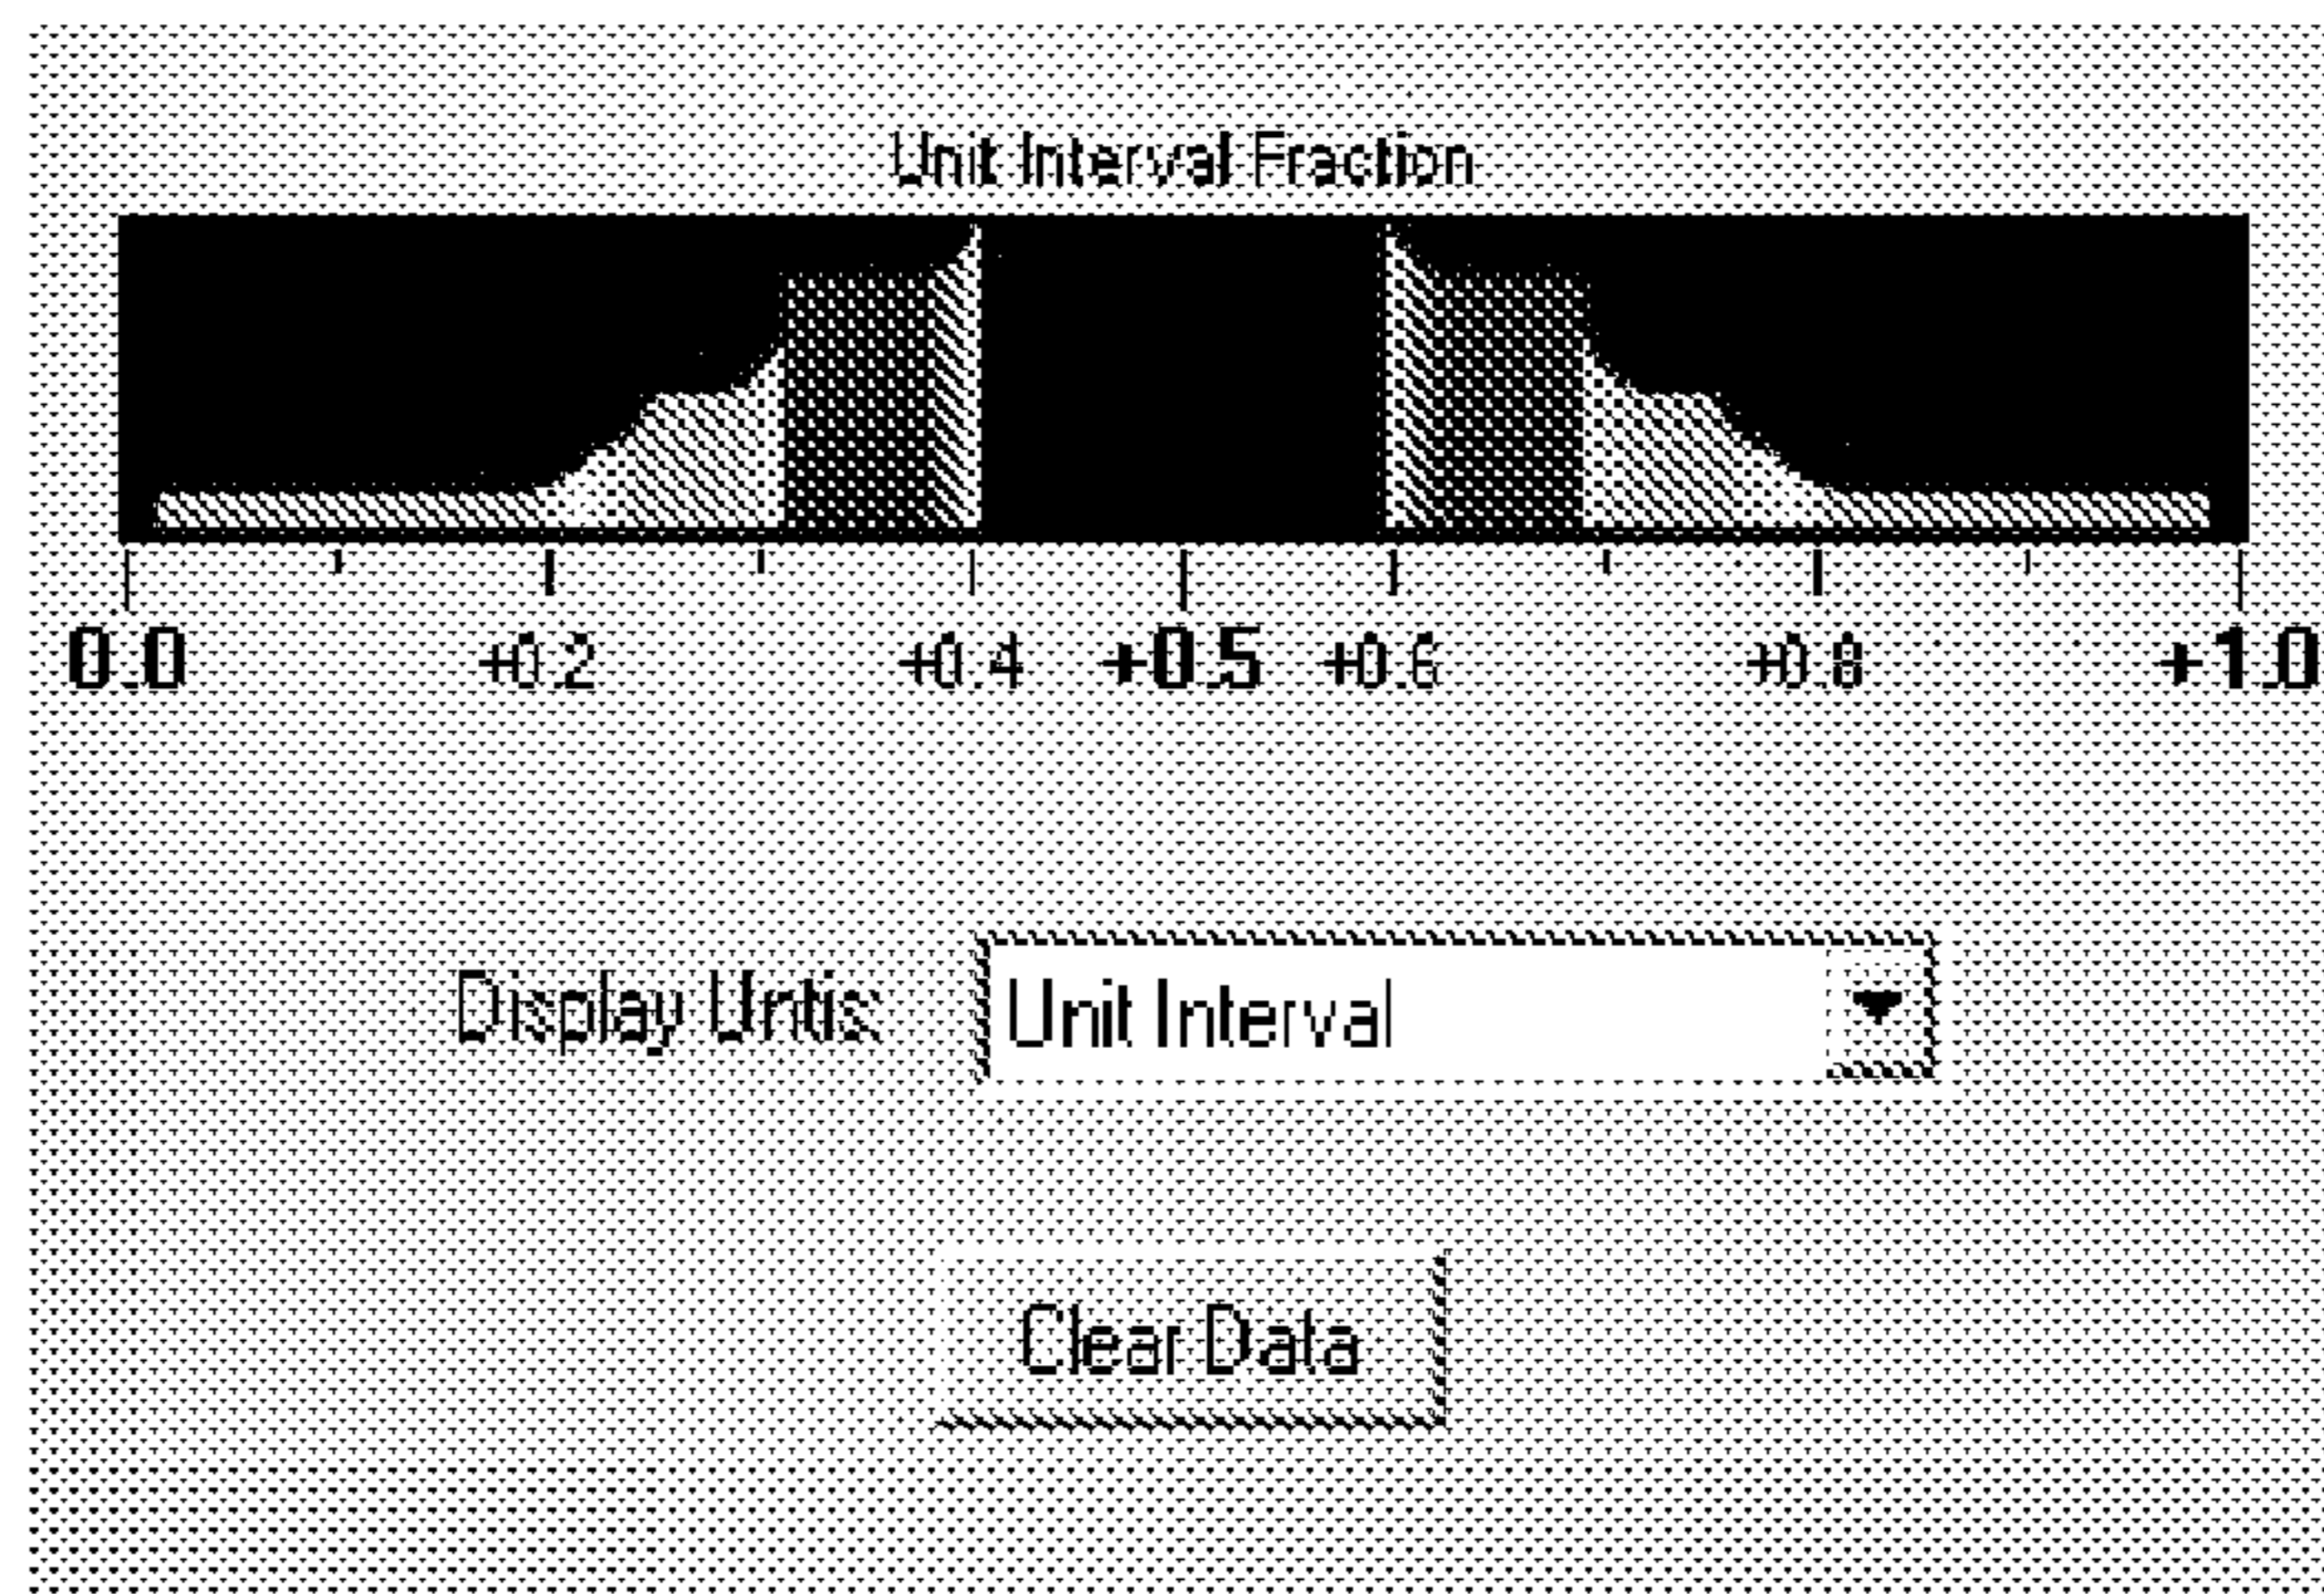 Unit Interval Fraction
0.0 +0.2 +0.4 +0.5 +0.6 +0.8 +1.0
Display Untis: Unit Interval
Clear Data